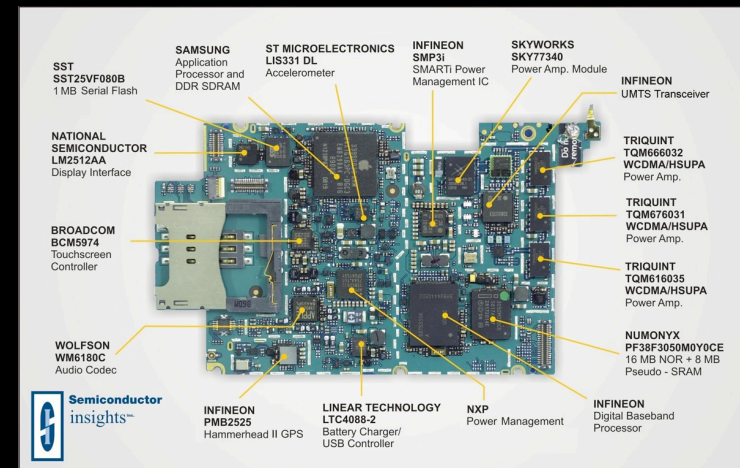 SST
SST25VF080B
1 MB Serial Flash
SAMSUNG
Application
Processor and
DDR SDRAM
ST MICROELECTRONICS
LIS331 DL
Accelerometer
INFINEON
SMP3i
SMARTi Power
Management IC
SKYWORKS
SKY77340
Power Amp. Module
INFINEON
UMTS Transceiver
NATIONAL
SEMICONDUCTOR
LM2512AA
Display Interface
TRIQUINT
TQM666032
WCDMA/HSUPA
Power Amp.
BROADCOM
BCM5974
Touchscreen
Controller
TRIQUINT
TQM676031
WCDMA/HSUPA
Power Amp.
TRIQUINT
TQM616035
WCDMA/HSUPA
Power Amp.
WOLFSON
WM6180C
Audio Codec
NUMONYX
PF38F3050M0Y0CE
16 MB NOR + 8 MB
Pseudo - SRAM
INFINEON
PMB2525
Hammerhead II GPS
LINEAR TECHNOLOGY
LTC4088-2
Battery Charger/
USB Controller
NXP
Power Management
INFINEON
Digital Baseband
Processor
Semiconductor
insights
Do not
remove